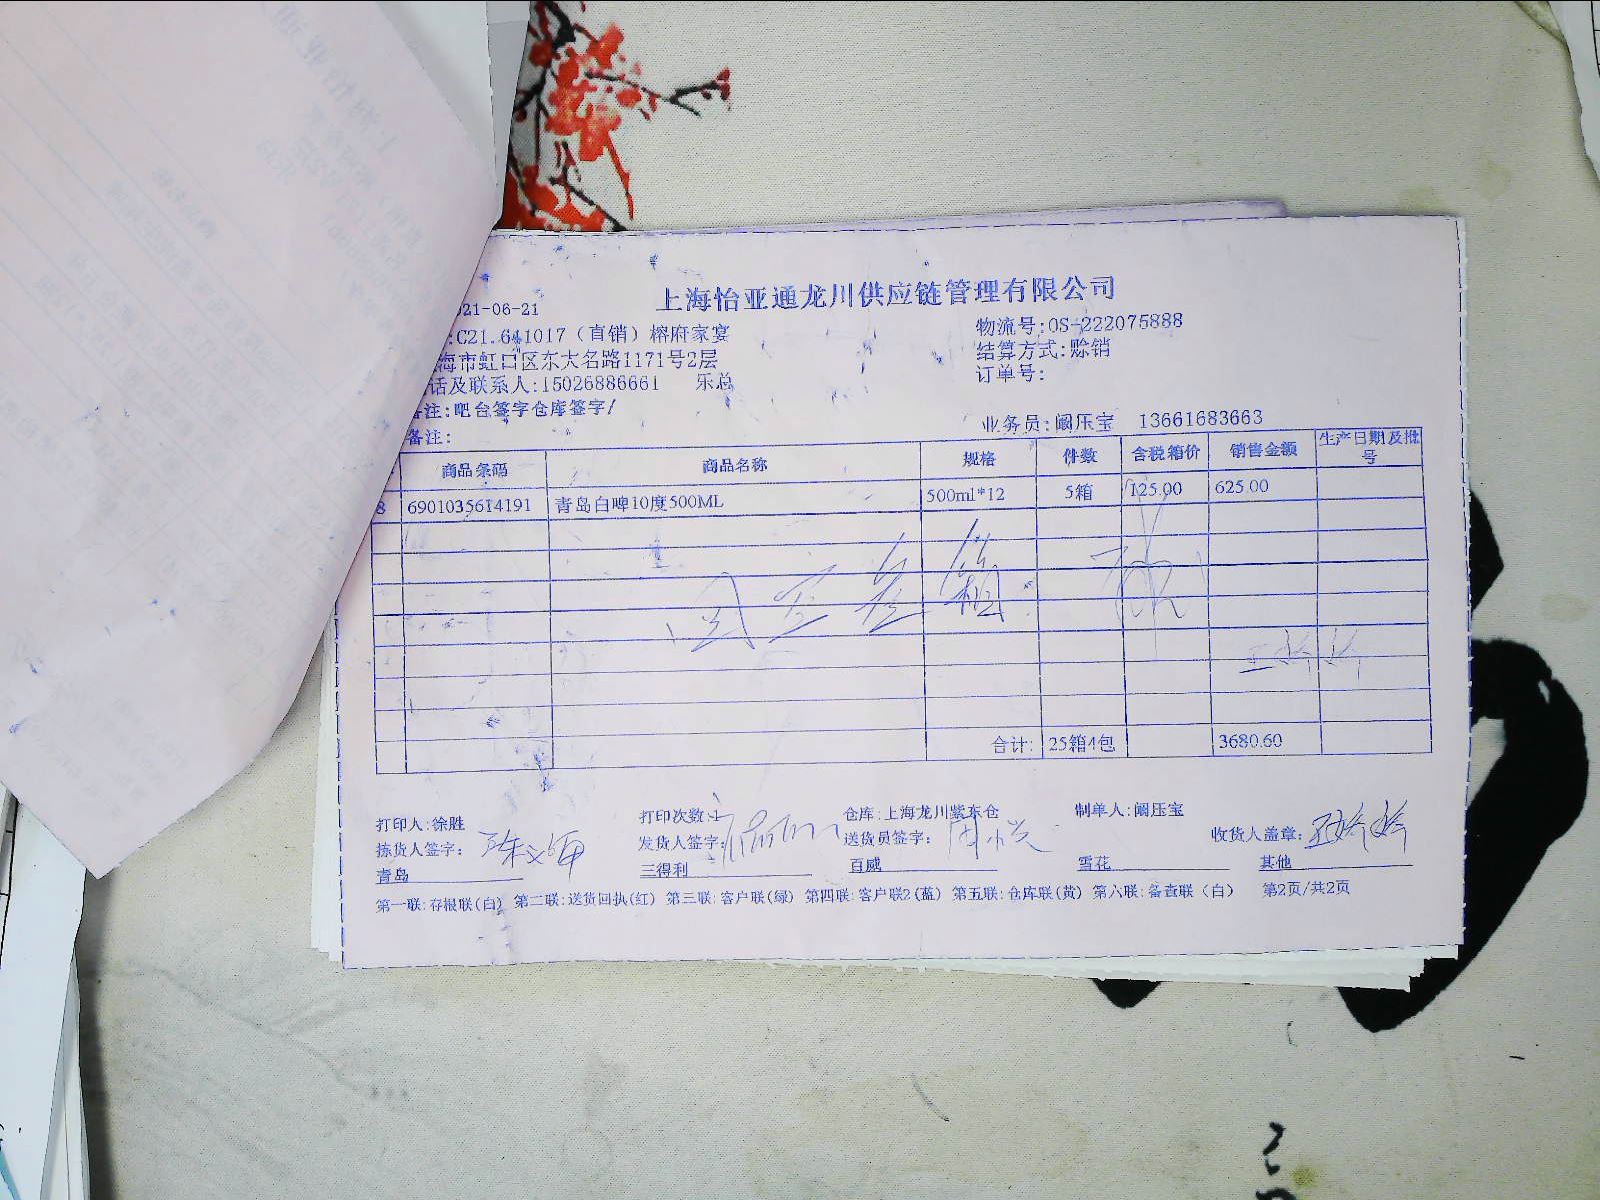 上海怡亚通龙川供应链管理有限公司
21-06-21
:C21.641017（直销）榕府家宴
物流号:OS-222075888
海市虹口区东大名路1171号2层
结算方式:赊销
话及联系人:15026886661 乐总
订单号:
备注:吧台签字仓库签字/
业务员:阚压宝 13661683663
备注:
商品条码 商品名称 规格 件数 含税箱价 销售金额 生产日期及批号
8 6901035614191 青岛白啤10度500ML 500ml*12 5箱 125.00 625.00
合计: 25箱4包 3680.60
打印人:徐胜 打印次数:1 仓库:上海龙川紫东仓 制单人:阚压宝
拣货人签字: 发货人签字: 送货员签字: 收货人盖章:
青岛 三得利 百威 雪花 其他
第一联:存根联(白) 第二联:送货回执(红) 第三联:客户联(绿) 第四联:客户联2(蓝) 第五联:仓库联(黄) 第六联:备查联（白） 第2页/共2页